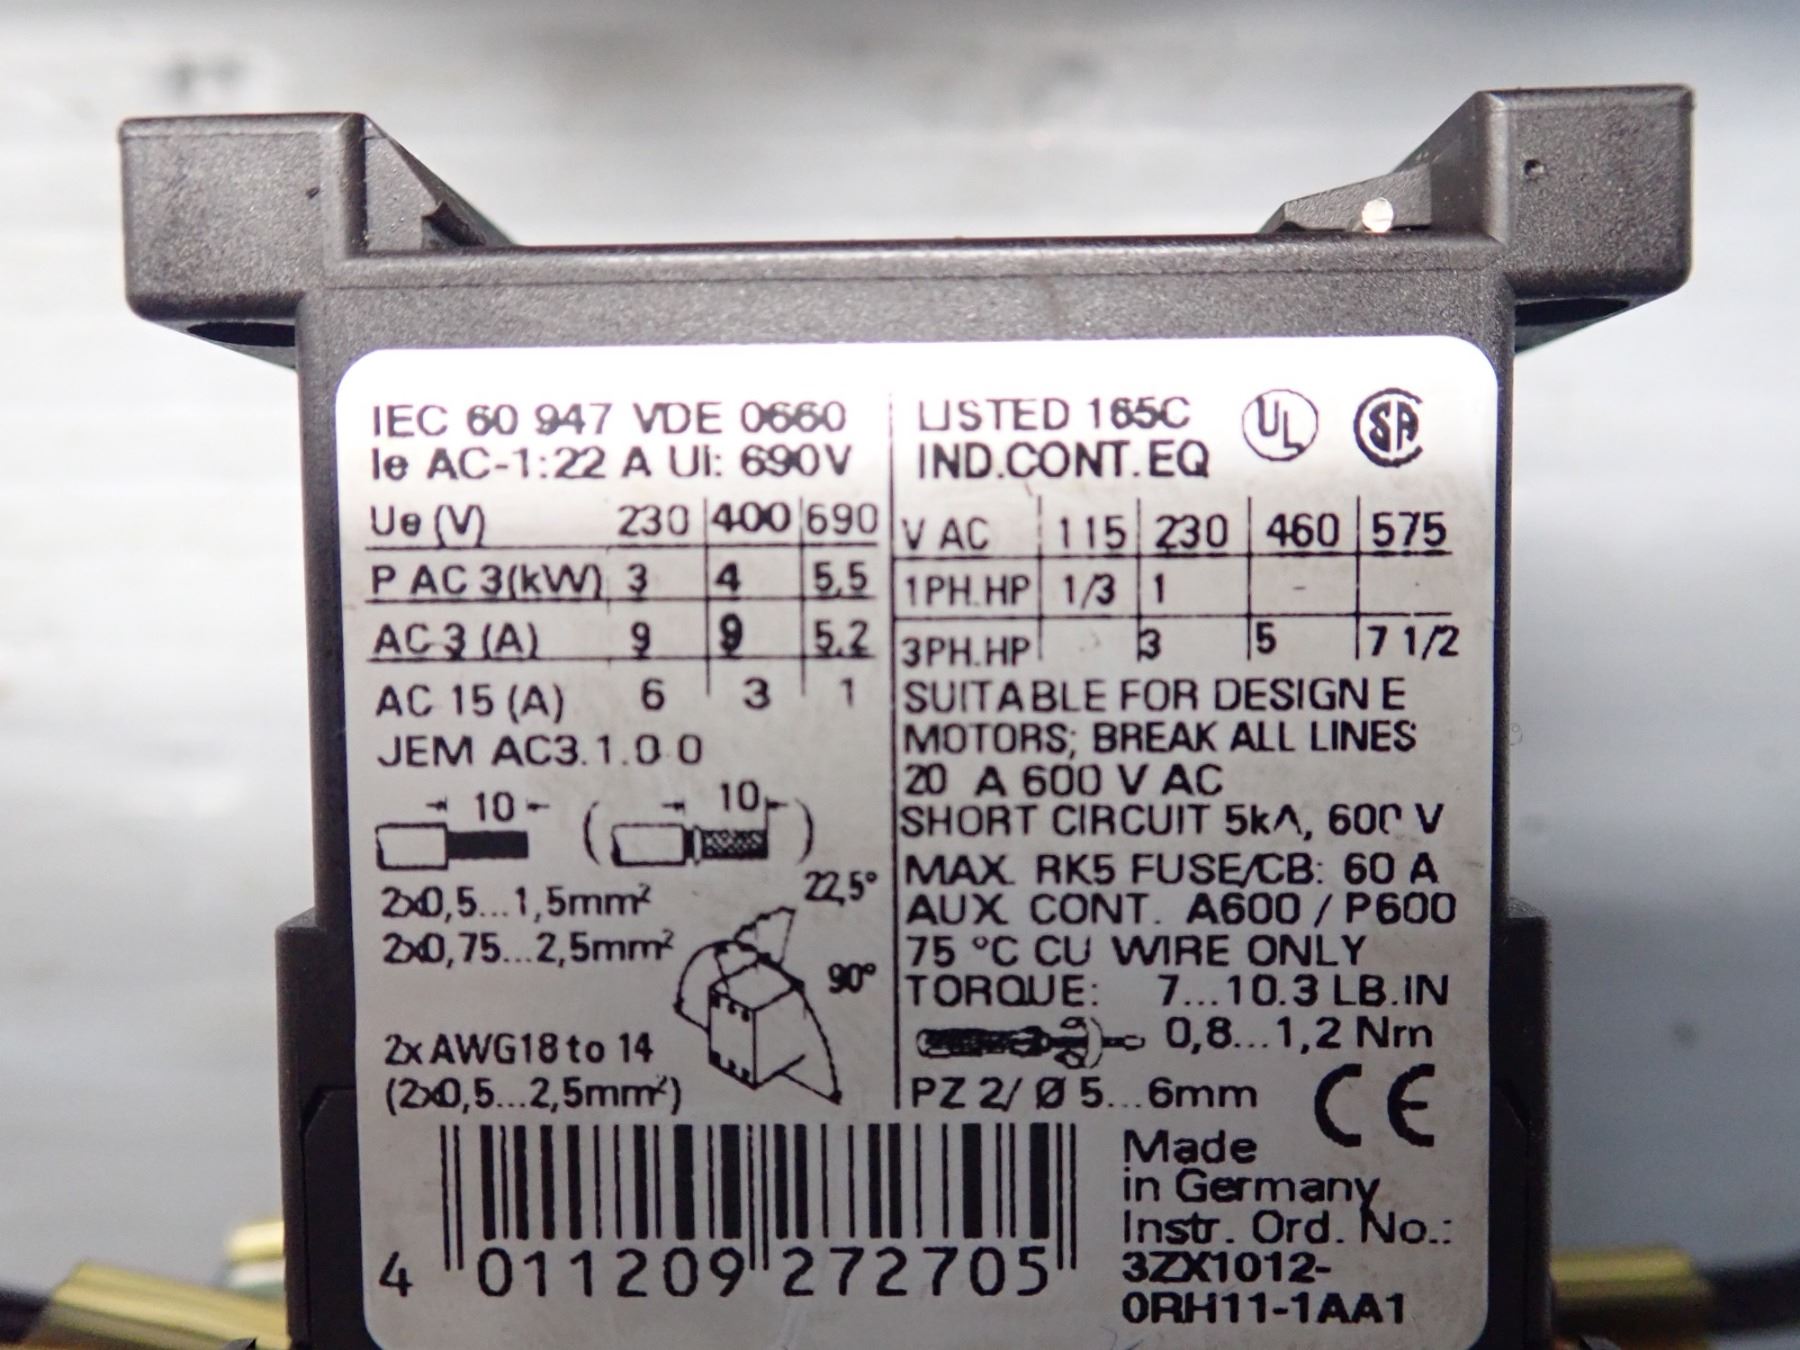 IEC 60 947 VDE 0660
Ie AC-1:22 A Ui: 690V
Ue (V) 230 400 690
P AC 3(kW) 3 4 5,5
AC 3 (A) 9 9 5,2
AC 15 (A) 6 3 1
JEM AC3.1.0 0
10 ( 10 )
2x0,5...1,5mm²
2x0,75...2,5mm²
22,5°
90°
2x AWG18 to 14
(2x0,5...2,5mm²)
LISTED 165C UL SA
IND.CONT.EQ
V AC 115 230 460 575
1PH.HP 1/3 1 -
3PH.HP 3 5 7 1/2
SUITABLE FOR DESIGN E
MOTORS; BREAK ALL LINES
20 A 600 V AC
SHORT CIRCUIT 5kA, 600 V
MAX. RK5 FUSE/CB: 60 A
AUX. CONT. A600 / P600
75 °C CU WIRE ONLY
TORQUE: 7...10.3 LB.IN
0,8...1,2 Nm
PZ 2/ Ø 5...6mm
CE
4 011209 272705
Made
in Germany
Instr. Ord. No.:
3ZX1012-
0RH11-1AA1